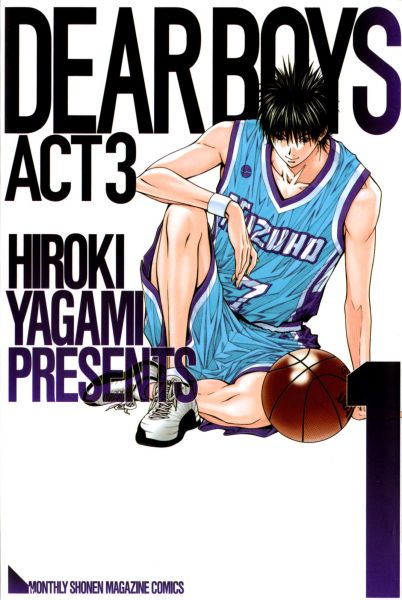 DEAR BOYS
ACT 3
HIROKI
YAGAMI
PRESENTS
MIZUHO
7
1
MONTHLY SHONEN MAGAZINE COMICS